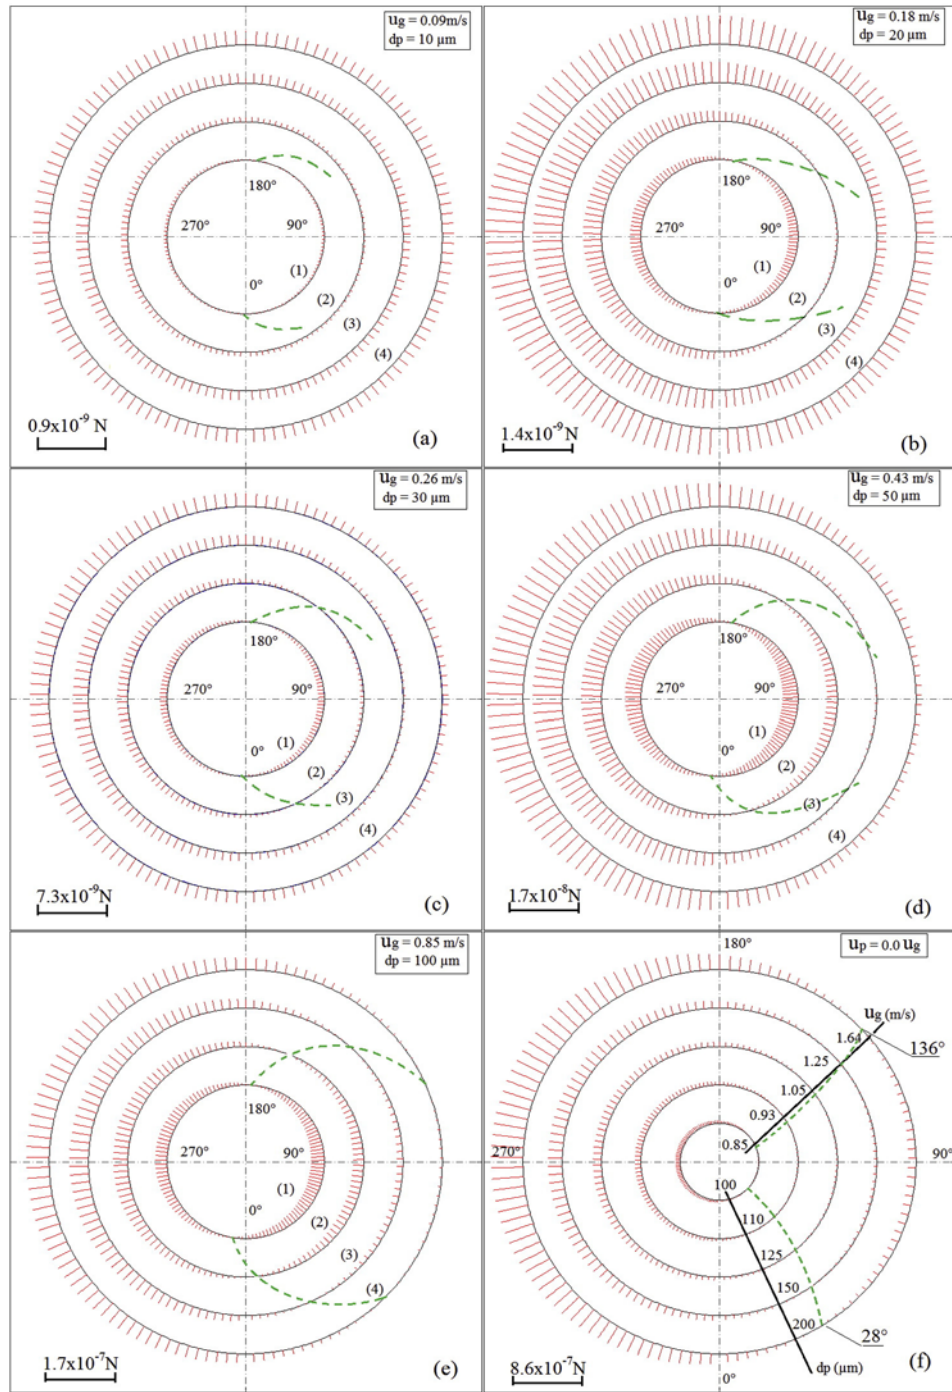 ug = 0.09m/s
dp = 10 µm
180°
270°
90°
(1)
0°
(2)
(3)
(4)
0.9x10⁻⁹ N
(a)
ug = 0.18 m/s
dp = 20 µm
180°
270°
90°
(1)
0°
(2)
(3)
(4)
1.4x10⁻⁹ N
(b)
ug = 0.26 m/s
dp = 30 µm
180°
270°
90°
(1)
0°
(2)
(3)
(4)
7.3x10⁻⁹N
(c)
ug = 0.43 m/s
dp = 50 µm
180°
270°
90°
(1)
0°
(2)
(3)
(4)
1.7x10⁻⁸N
(d)
ug = 0.85 m/s
dp = 100 µm
180°
270°
90°
(1)
0°
(2)
(3)
(4)
1.7x10⁻⁷N
(e)
180°
up = 0.0 ug
ug (m/s)
1.64
136°
1.25
1.05
0.93
0.85
270°
90°
100
110
125
150
200
28°
dp (µm)
0°
8.6x10⁻⁷N
(f)